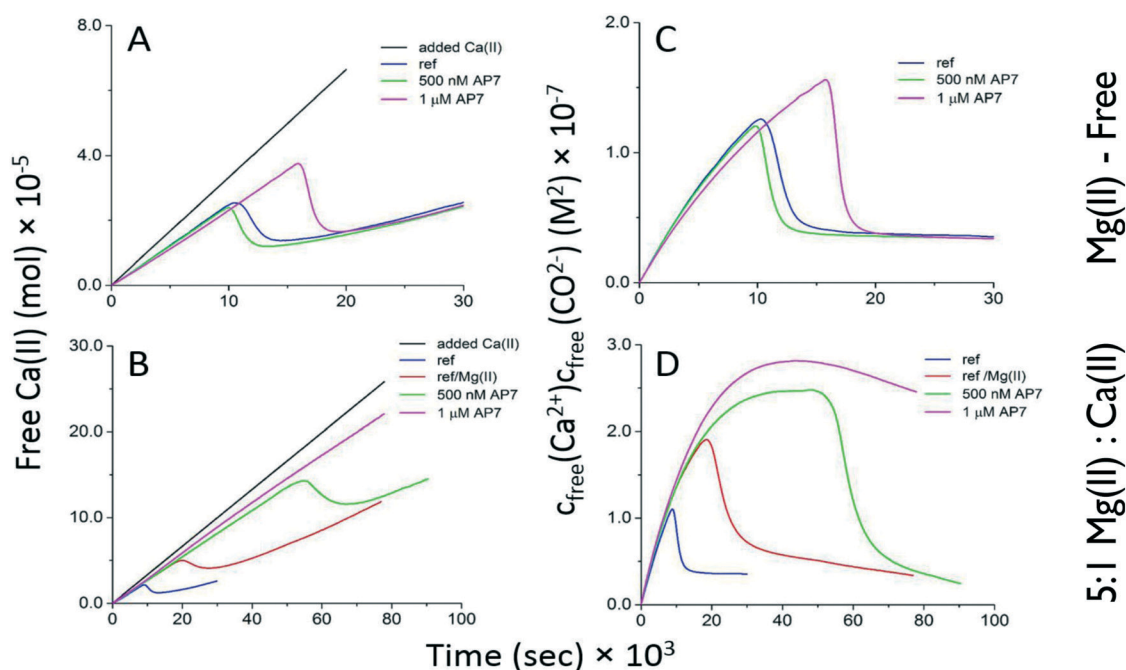 A
8.0
4.0
0.0
0
10
20
30
added Ca(II)
ref
500 nM AP7
1 μM AP7
C
2.0
1.0
0.0
0
10
20
30
ref
500 nM AP7
1 μM AP7
Mg(II) - Free
B
30.0
20.0
10.0
0.0
0
20
40
60
80
100
added Ca(II)
ref
ref/Mg(II)
500 nM AP7
1 μM AP7
D
3.0
2.0
1.0
0.0
0
20
40
60
80
100
ref
ref /Mg(II)
500 nM AP7
1 μM AP7
5:I Mg(II) : Ca(II)
Free Ca(II) (mol) × 10⁻⁵
c_free(Ca²⁺)c_free (CO²⁻) (M²) × 10⁻⁷
Time (sec) × 10³